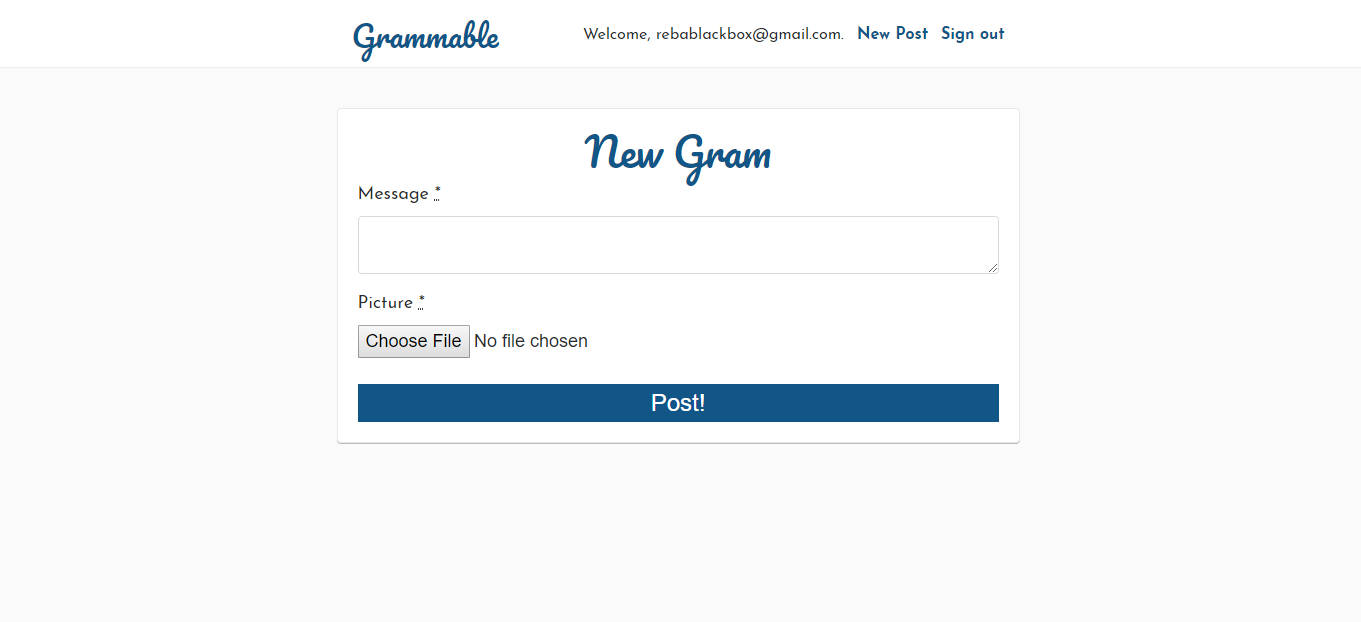 Grammable
Welcome, rebablackbox@gmail.com. New Post Sign out
New Gram
Message *
Picture *
Choose File No file chosen
Post!